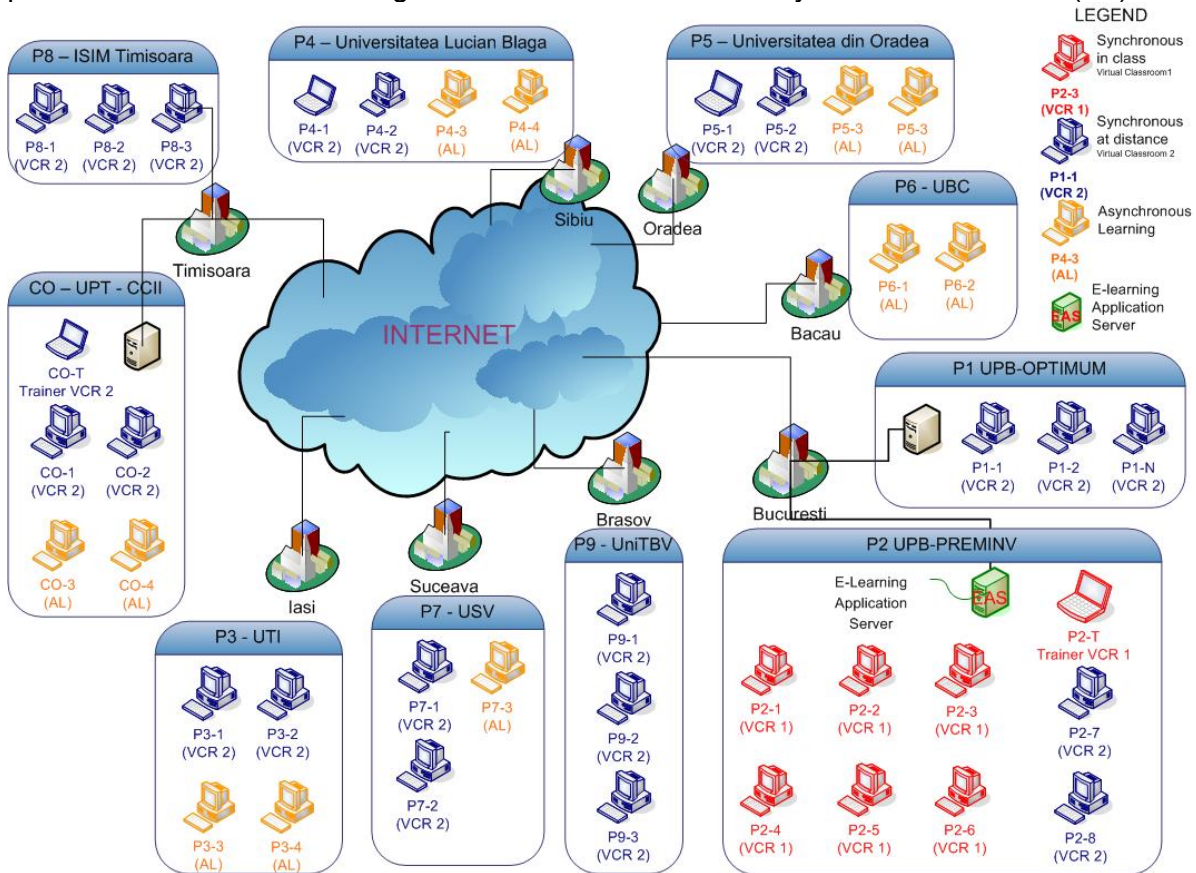 LEGEND
Synchronous
in class
Virtual Classroom1
P2-3
(VCR 1)
Synchronous
at distance
Virtual Classroom 2
P1-1
(VCR 2)
Asynchronous
Learning
P4-3
(AL)
E-learning
Application
Server
EAS
P8 – ISIM Timisoara
P8-1
(VCR 2)
P8-2
(VCR 2)
P8-3
(VCR 2)
P4 – Universitatea Lucian Blaga
P4-1
(VCR 2)
P4-2
(VCR 2)
P4-3
(AL)
P4-4
(AL)
P5 - Universitatea din Oradea
P5-1
(VCR 2)
P5-2
(VCR 2)
P5-3
(AL)
P5-3
(AL)
Timisoara
Sibiu
Oradea
P6 - UBC
P6-1
(AL)
P6-2
(AL)
Bacau
INTERNET
CO – UPT - CCII
CO-T
Trainer VCR 2
CO-1
(VCR 2)
CO-2
(VCR 2)
CO-3
(AL)
CO-4
(AL)
P1 UPB-OPTIMUM
P1-1
(VCR 2)
P1-2
(VCR 2)
P1-N
(VCR 2)
Iasi
Suceava
Brasov
Bucuresti
P3 - UTI
P3-1
(VCR 2)
P3-2
(VCR 2)
P3-3
(AL)
P3-4
(AL)
P7 - USV
P7-1
(VCR 2)
P7-3
(AL)
P7-2
(VCR 2)
P9 - UniTBV
P9-1
(VCR 2)
P9-2
(VCR 2)
P9-3
(VCR 2)
P2 UPB-PREMINV
E-Learning
Application
Server
EAS
P2-T
Trainer VCR 1
P2-1
(VCR 1)
P2-2
(VCR 1)
P2-3
(VCR 1)
P2-7
(VCR 2)
P2-4
(VCR 1)
P2-5
(VCR 1)
P2-6
(VCR 1)
P2-8
(VCR 2)